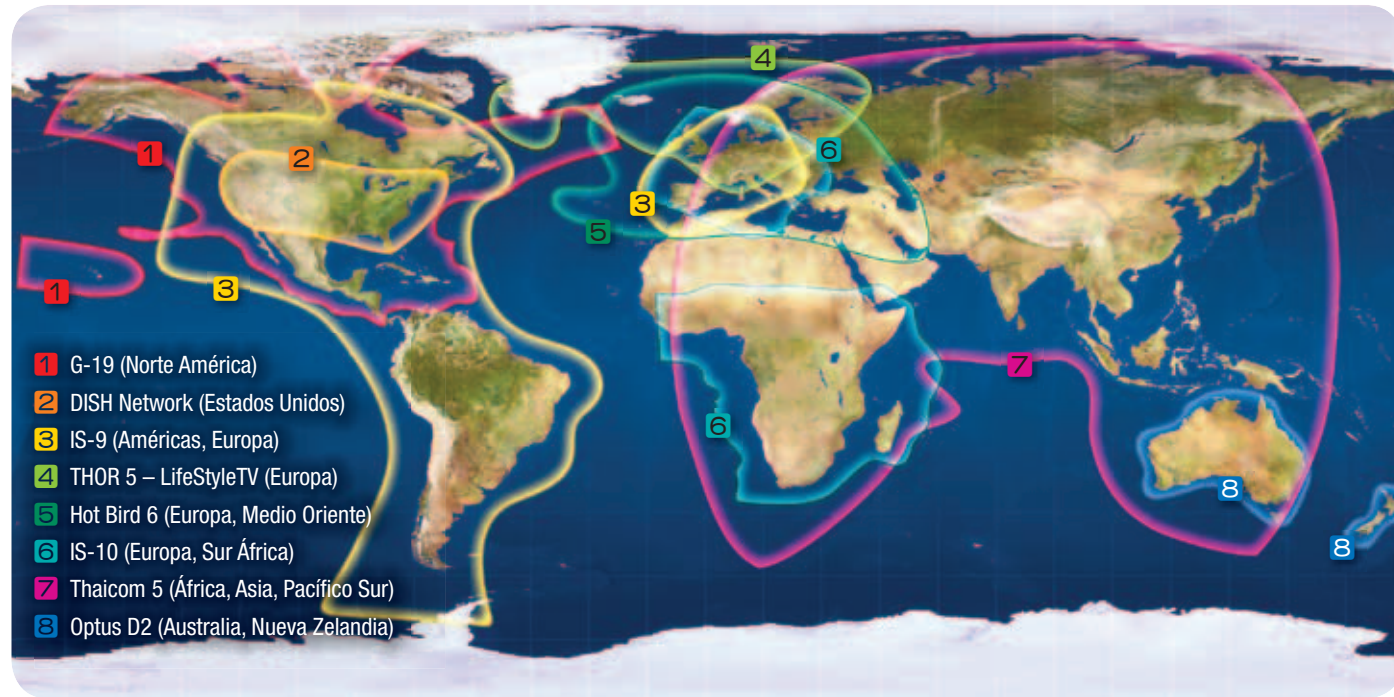 4
1
2
6
3
5
3
1
7
6
8
8
1 G-19 (Norte América)
2 DISH Network (Estados Unidos)
3 IS-9 (Américas, Europa)
4 THOR 5 – LifeStyleTV (Europa)
5 Hot Bird 6 (Europa, Medio Oriente)
6 IS-10 (Europa, Sur África)
7 Thaicom 5 (África, Asia, Pacífico Sur)
8 Optus D2 (Australia, Nueva Zelandia)